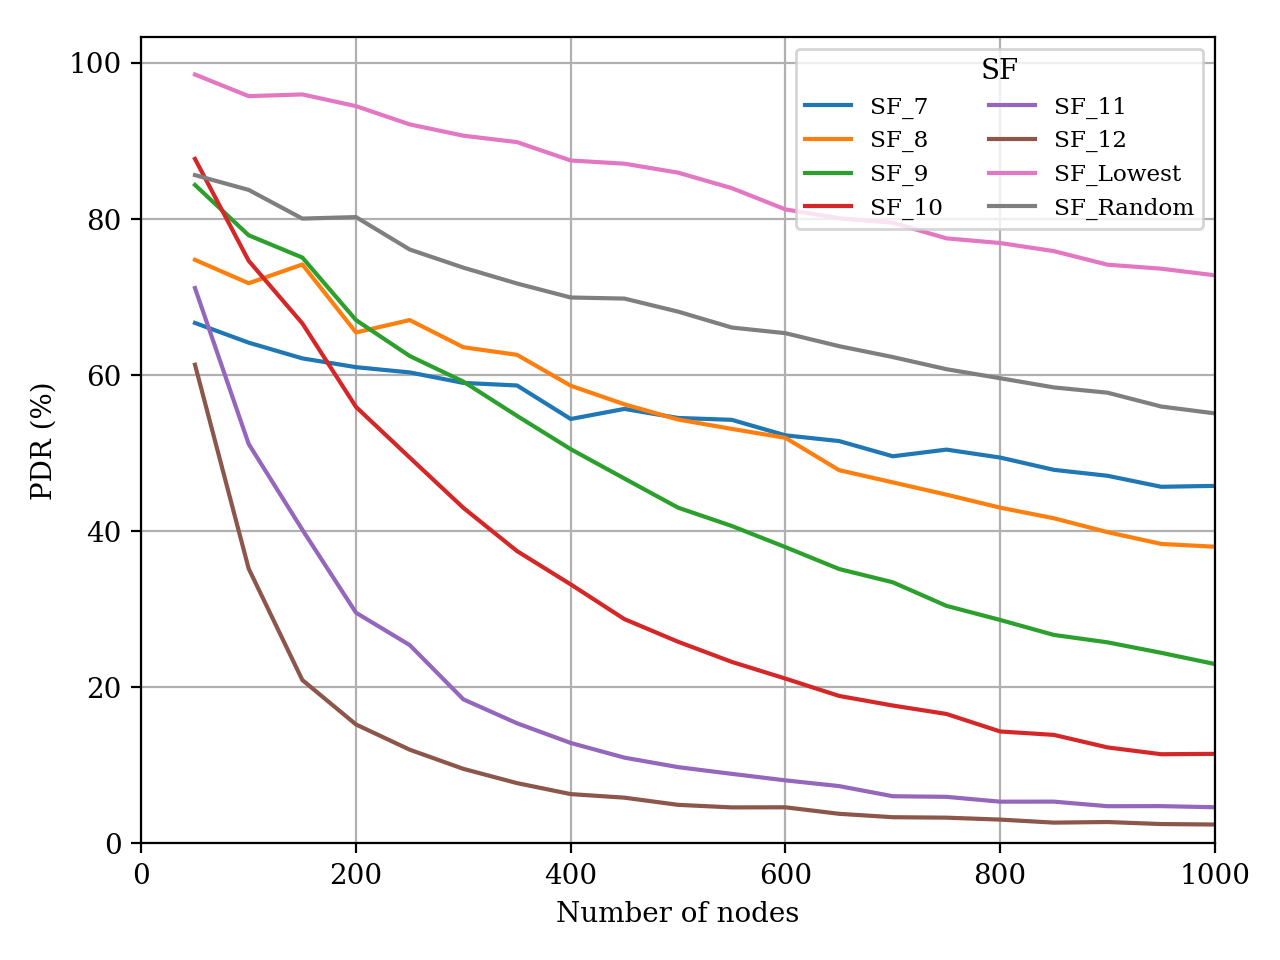 SF
SF_7
SF_8
SF_9
SF_10
SF_11
SF_12
SF_Lowest
SF_Random
PDR (%)
100
80
60
40
20
0
0 200 400 600 800 1000
Number of nodes